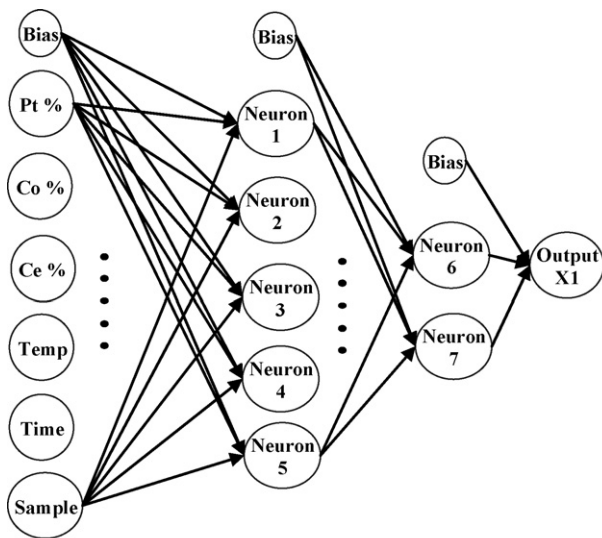 Bias
Pt %
Co %
Ce %
Temp
Time
Sample
Bias
Neuron
1
Neuron
2
Neuron
3
Neuron
4
Neuron
5
Bias
Neuron
6
Neuron
7
Output
X1